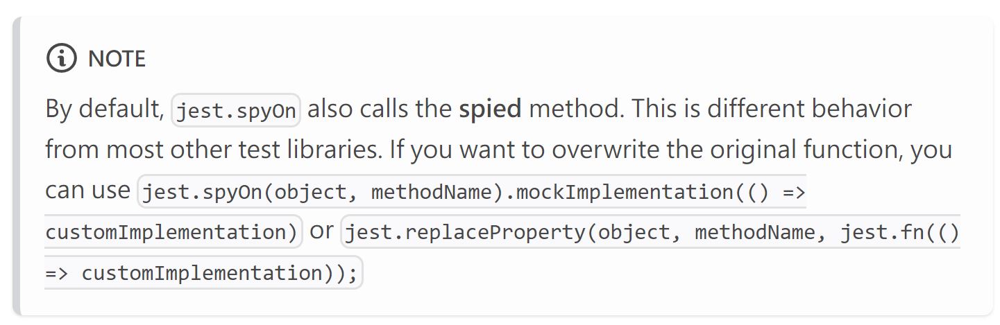 NOTE
By default, jest.spyOn also calls the spied method. This is different behavior
from most other test libraries. If you want to overwrite the original function, you
can use jest.spyOn(object, methodName).mockImplementation(() =>
customImplementation) or jest.replaceProperty(object, methodName, jest.fn(()
=> customImplementation));